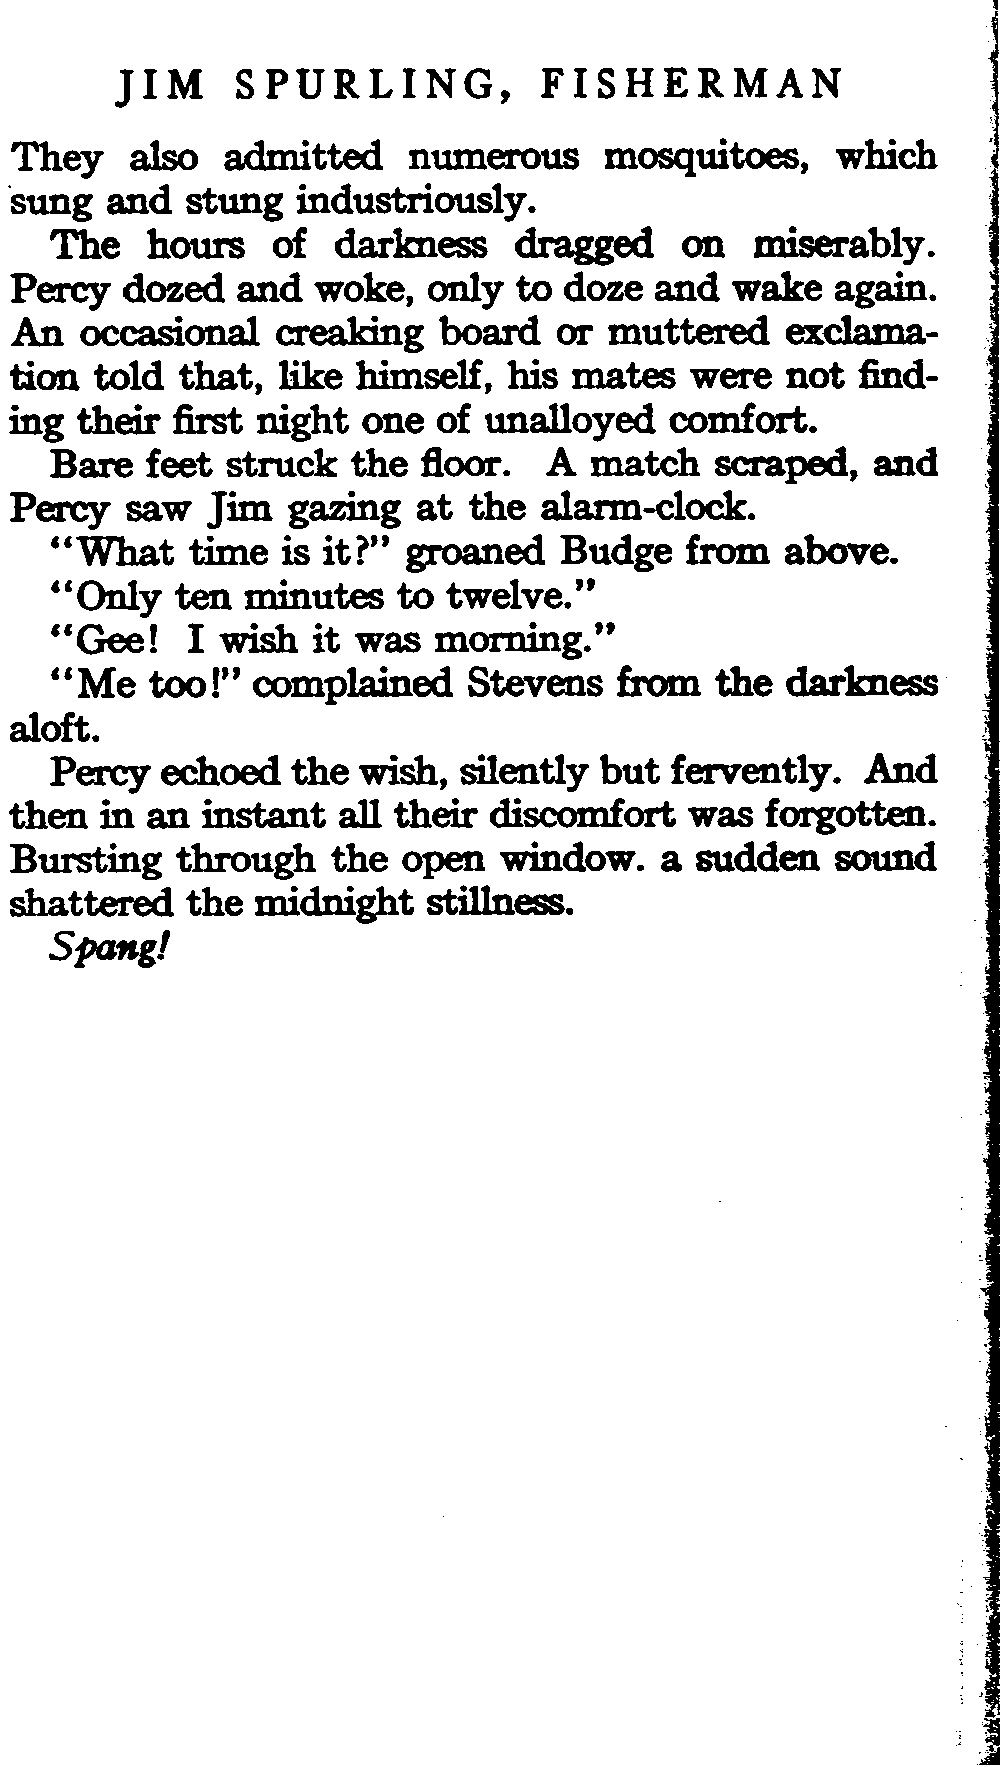 JIM SPURLING, FISHERMAN
They also admitted numerous mosquitoes, which
sung and stung industriously.
The hours of darkness dragged on miserably.
Percy dozed and woke, only to doze and wake again.
An occasional creaking board or muttered exclama-
tion told that, like himself, his mates were not find-
ing their first night one of unalloyed comfort.
Bare feet struck the floor. A match scraped, and
Percy saw Jim gazing at the alarm-clock.
“What time is it?” groaned Budge from above.
“Only ten minutes to twelve.”
“Gee! I wish it was morning.”
“Me too!” complained Stevens from the darkness
aloft.
Percy echoed the wish, silently but fervently. And
then in an instant all their discomfort was forgotten.
Bursting through the open window. a sudden sound
shattered the midnight stillness.
Spang!